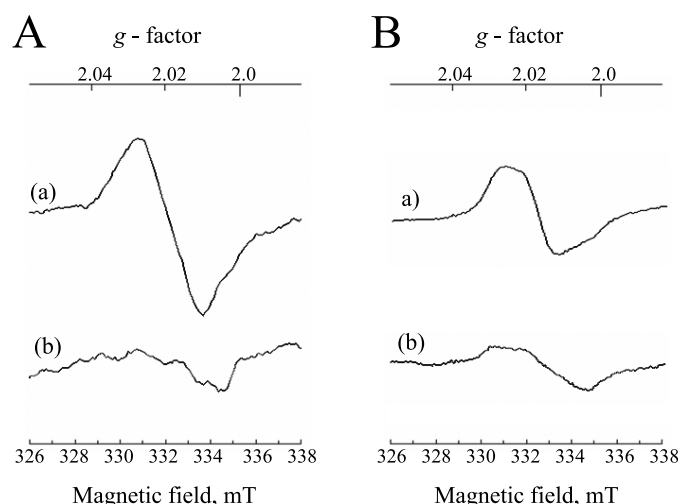 A
g - factor
2.04 2.02 2.0
(a)
(b)
326 328 330 332 334 336 338
Magnetic field, mT
B
g - factor
2.04 2.02 2.0
a)
(b)
326 328 330 332 334 336 338
Magnetic field, mT